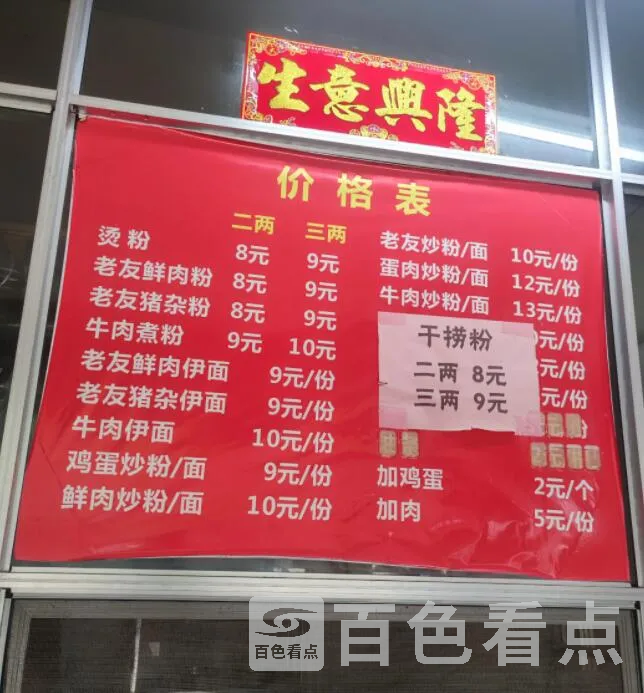 生意興隆
价格表
二两 三两
烫粉 8元 9元
老友鲜肉粉 8元 9元
老友猪杂粉 8元 9元
牛肉煮粉 9元 10元
老友鲜肉伊面 9元/份
老友猪杂伊面 9元/份
牛肉伊面 10元/份
鸡蛋炒粉/面 9元/份
鲜肉炒粉/面 10元/份
老友炒粉/面 10元/份
蛋肉炒粉/面 12元/份
牛肉炒粉/面 13元/份
干捞粉
二两 8元
三两 9元
元/份
元/份
元/份
加鸡蛋 2元/个
加肉 5元/份
百色看点
百色看点